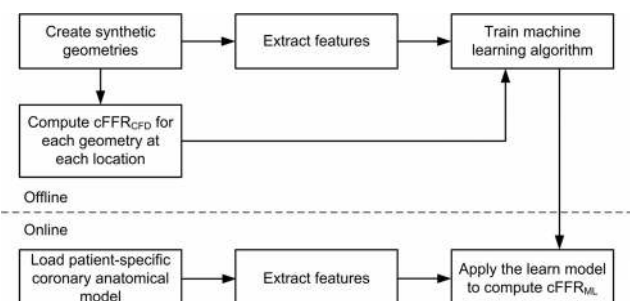 Create synthetic
geometries
Extract features
Train machine
learning algorithm
Compute cFFRCFD for
each geometry at
each location
Offline
Online
Load patient-specific
coronary anatomical
model
Extract features
Apply the learn model
to compute cFFRML